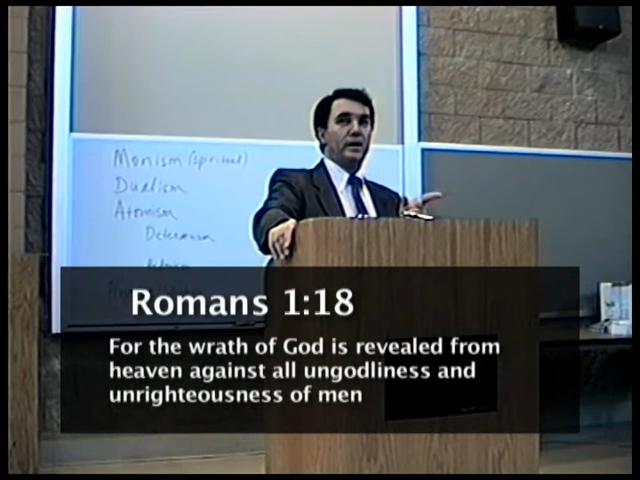 Monism (spiritual)
Dualism
Atomism
Determinism
Romans 1:18
For the wrath of God is revealed from
heaven against all ungodliness and
unrighteousness of men